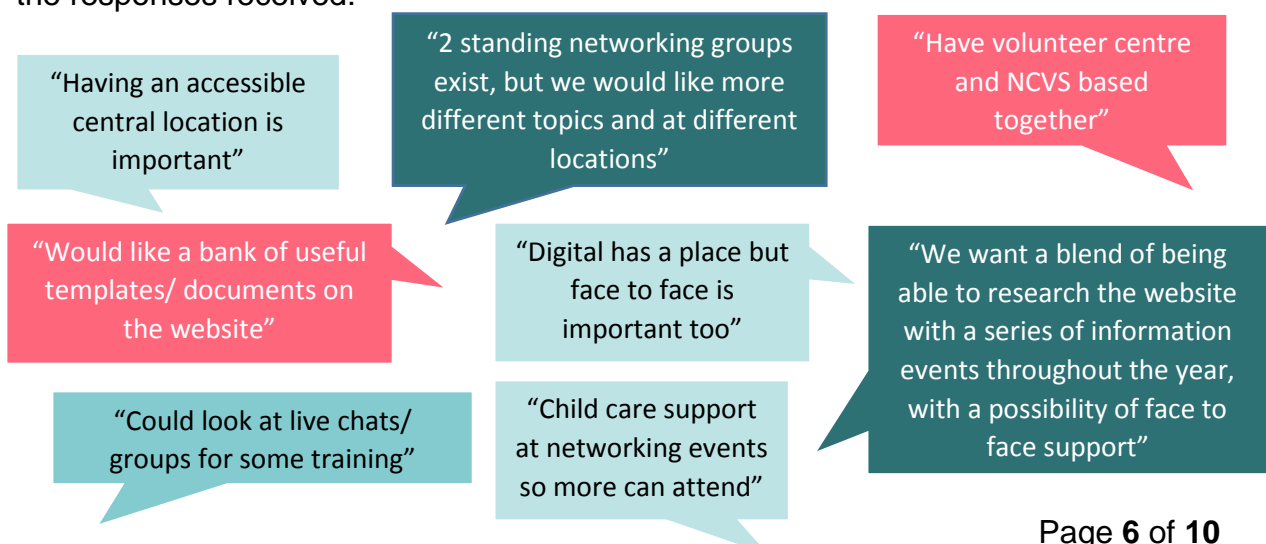 the responses received.
“Having an accessible
central location is
important”
“2 standing networking groups
exist, but we would like more
different topics and at different
locations”
“Have volunteer centre
and NCVS based
together”
“Would like a bank of useful
templates/ documents on
the website”
“Digital has a place but
face to face is
important too”
“We want a blend of being
able to research the website
with a series of information
events throughout the year,
with a possibility of face to
face support”
“Could look at live chats/
groups for some training”
“Child care support
at networking events
so more can attend”
Page 6 of 10